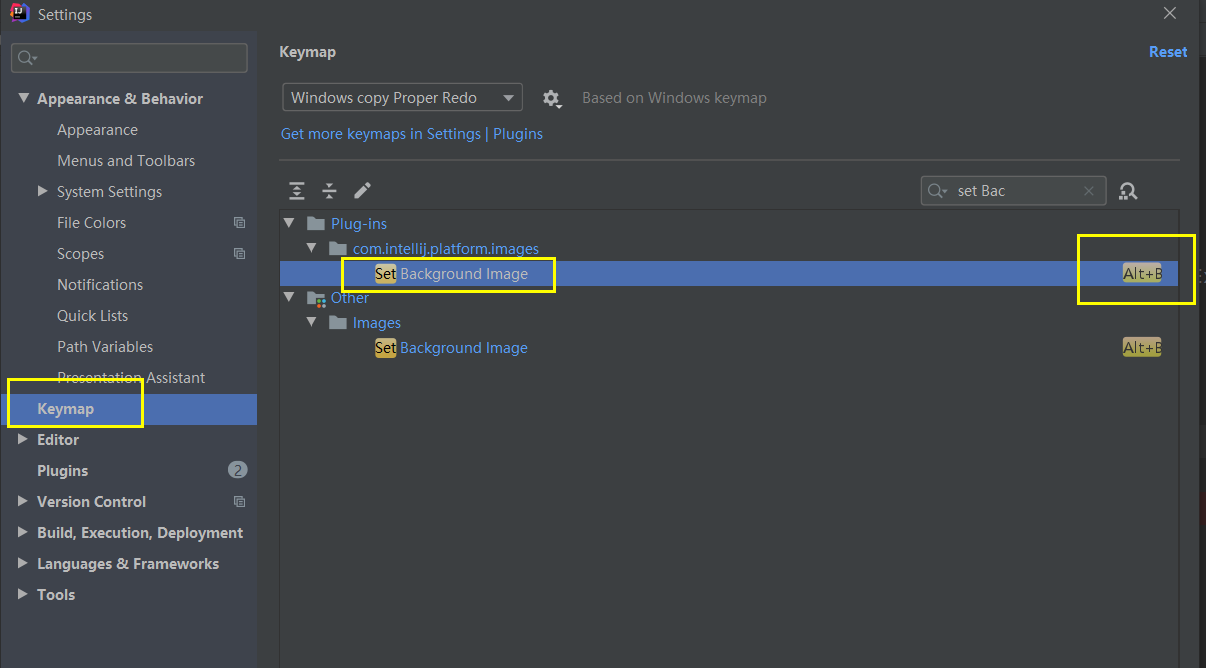 Settings
Keymap
Reset
Windows copy Proper Redo
Based on Windows keymap
Get more keymaps in Settings | Plugins
Appearance & Behavior
Appearance
Menus and Toolbars
System Settings
File Colors
Scopes
Notifications
Quick Lists
Path Variables
Presentation Assistant
Keymap
Editor
Plugins 2
Version Control
Build, Execution, Deployment
Languages & Frameworks
Tools
set Bac
Plug-ins
com.intellij.platform.images
Set Background Image Alt+B
Other
Images
Set Background Image Alt+B